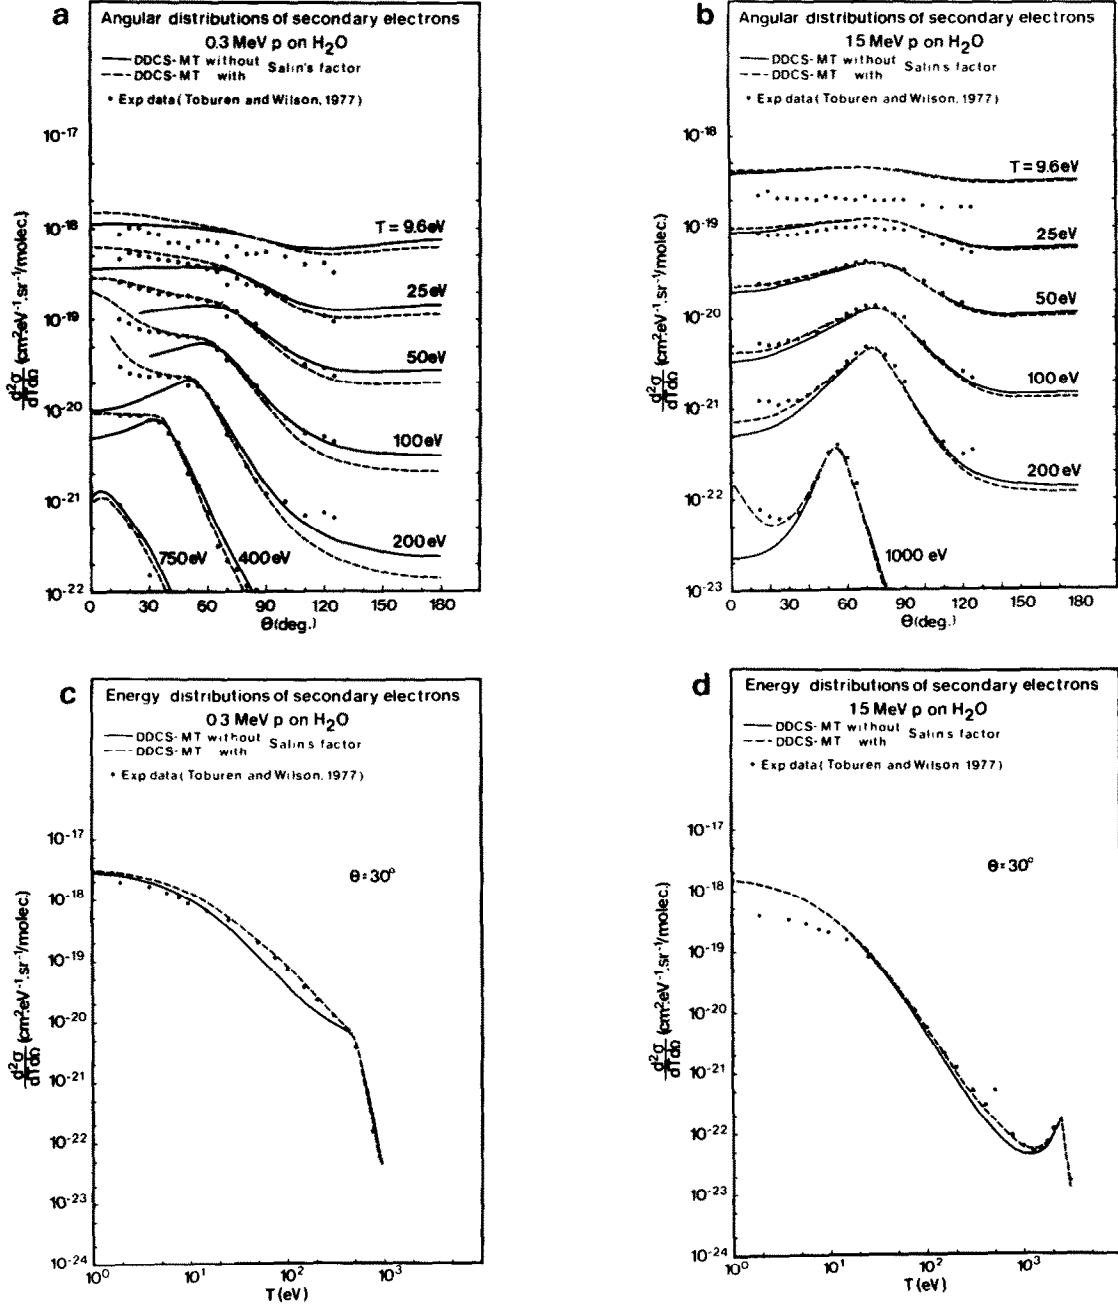 a
Angular distributions of secondary electrons
0.3 MeV p on H2O
DDCS-MT without Salin's factor
DDCS-MT with
• Exp data (Toburen and Wilson, 1977)
10-17
10-18
10-19
10-20
10-21
10-22
d2σ/dTdΩ (cm2.eV-1.sr-1/molec.)
T = 9.6eV
25eV
50eV
100eV
200eV
400eV
750eV
0 30 60 90 120 150 180
Θ(deg.)
b
Angular distributions of secondary electrons
15 MeV p on H2O
DDCS-MT without Salin's factor
DDCS-MT with
• Exp data (Toburen and Wilson, 1977)
10-18
10-19
10-20
10-21
10-22
10-23
d2σ/dTdΩ (cm2.eV-1.sr-1/molec.)
T = 9.6eV
25eV
50eV
100eV
200eV
1000 eV
0 30 60 90 120 150 180
Θ(deg.)
c
Energy distributions of secondary electrons
0.3 MeV p on H2O
DDCS-MT without Salin's factor
DDCS-MT with
• Exp data (Toburen and Wilson, 1977)
Θ = 30°
10-17
10-18
10-19
10-20
10-21
10-22
10-23
10-24
d2σ/dTdΩ (cm2.eV-1.sr-1/molec.)
100 101 102 103
T (eV)
d
Energy distributions of secondary electrons
15 MeV p on H2O
DDCS-MT without Salin's factor
DDCS-MT with
• Exp data (Toburen and Wilson 1977)
Θ = 30°
10-17
10-18
10-19
10-20
10-21
10-22
10-23
10-24
d2σ/dTdΩ (cm2.eV-1.sr-1/molec.)
100 101 102 103
T (eV)